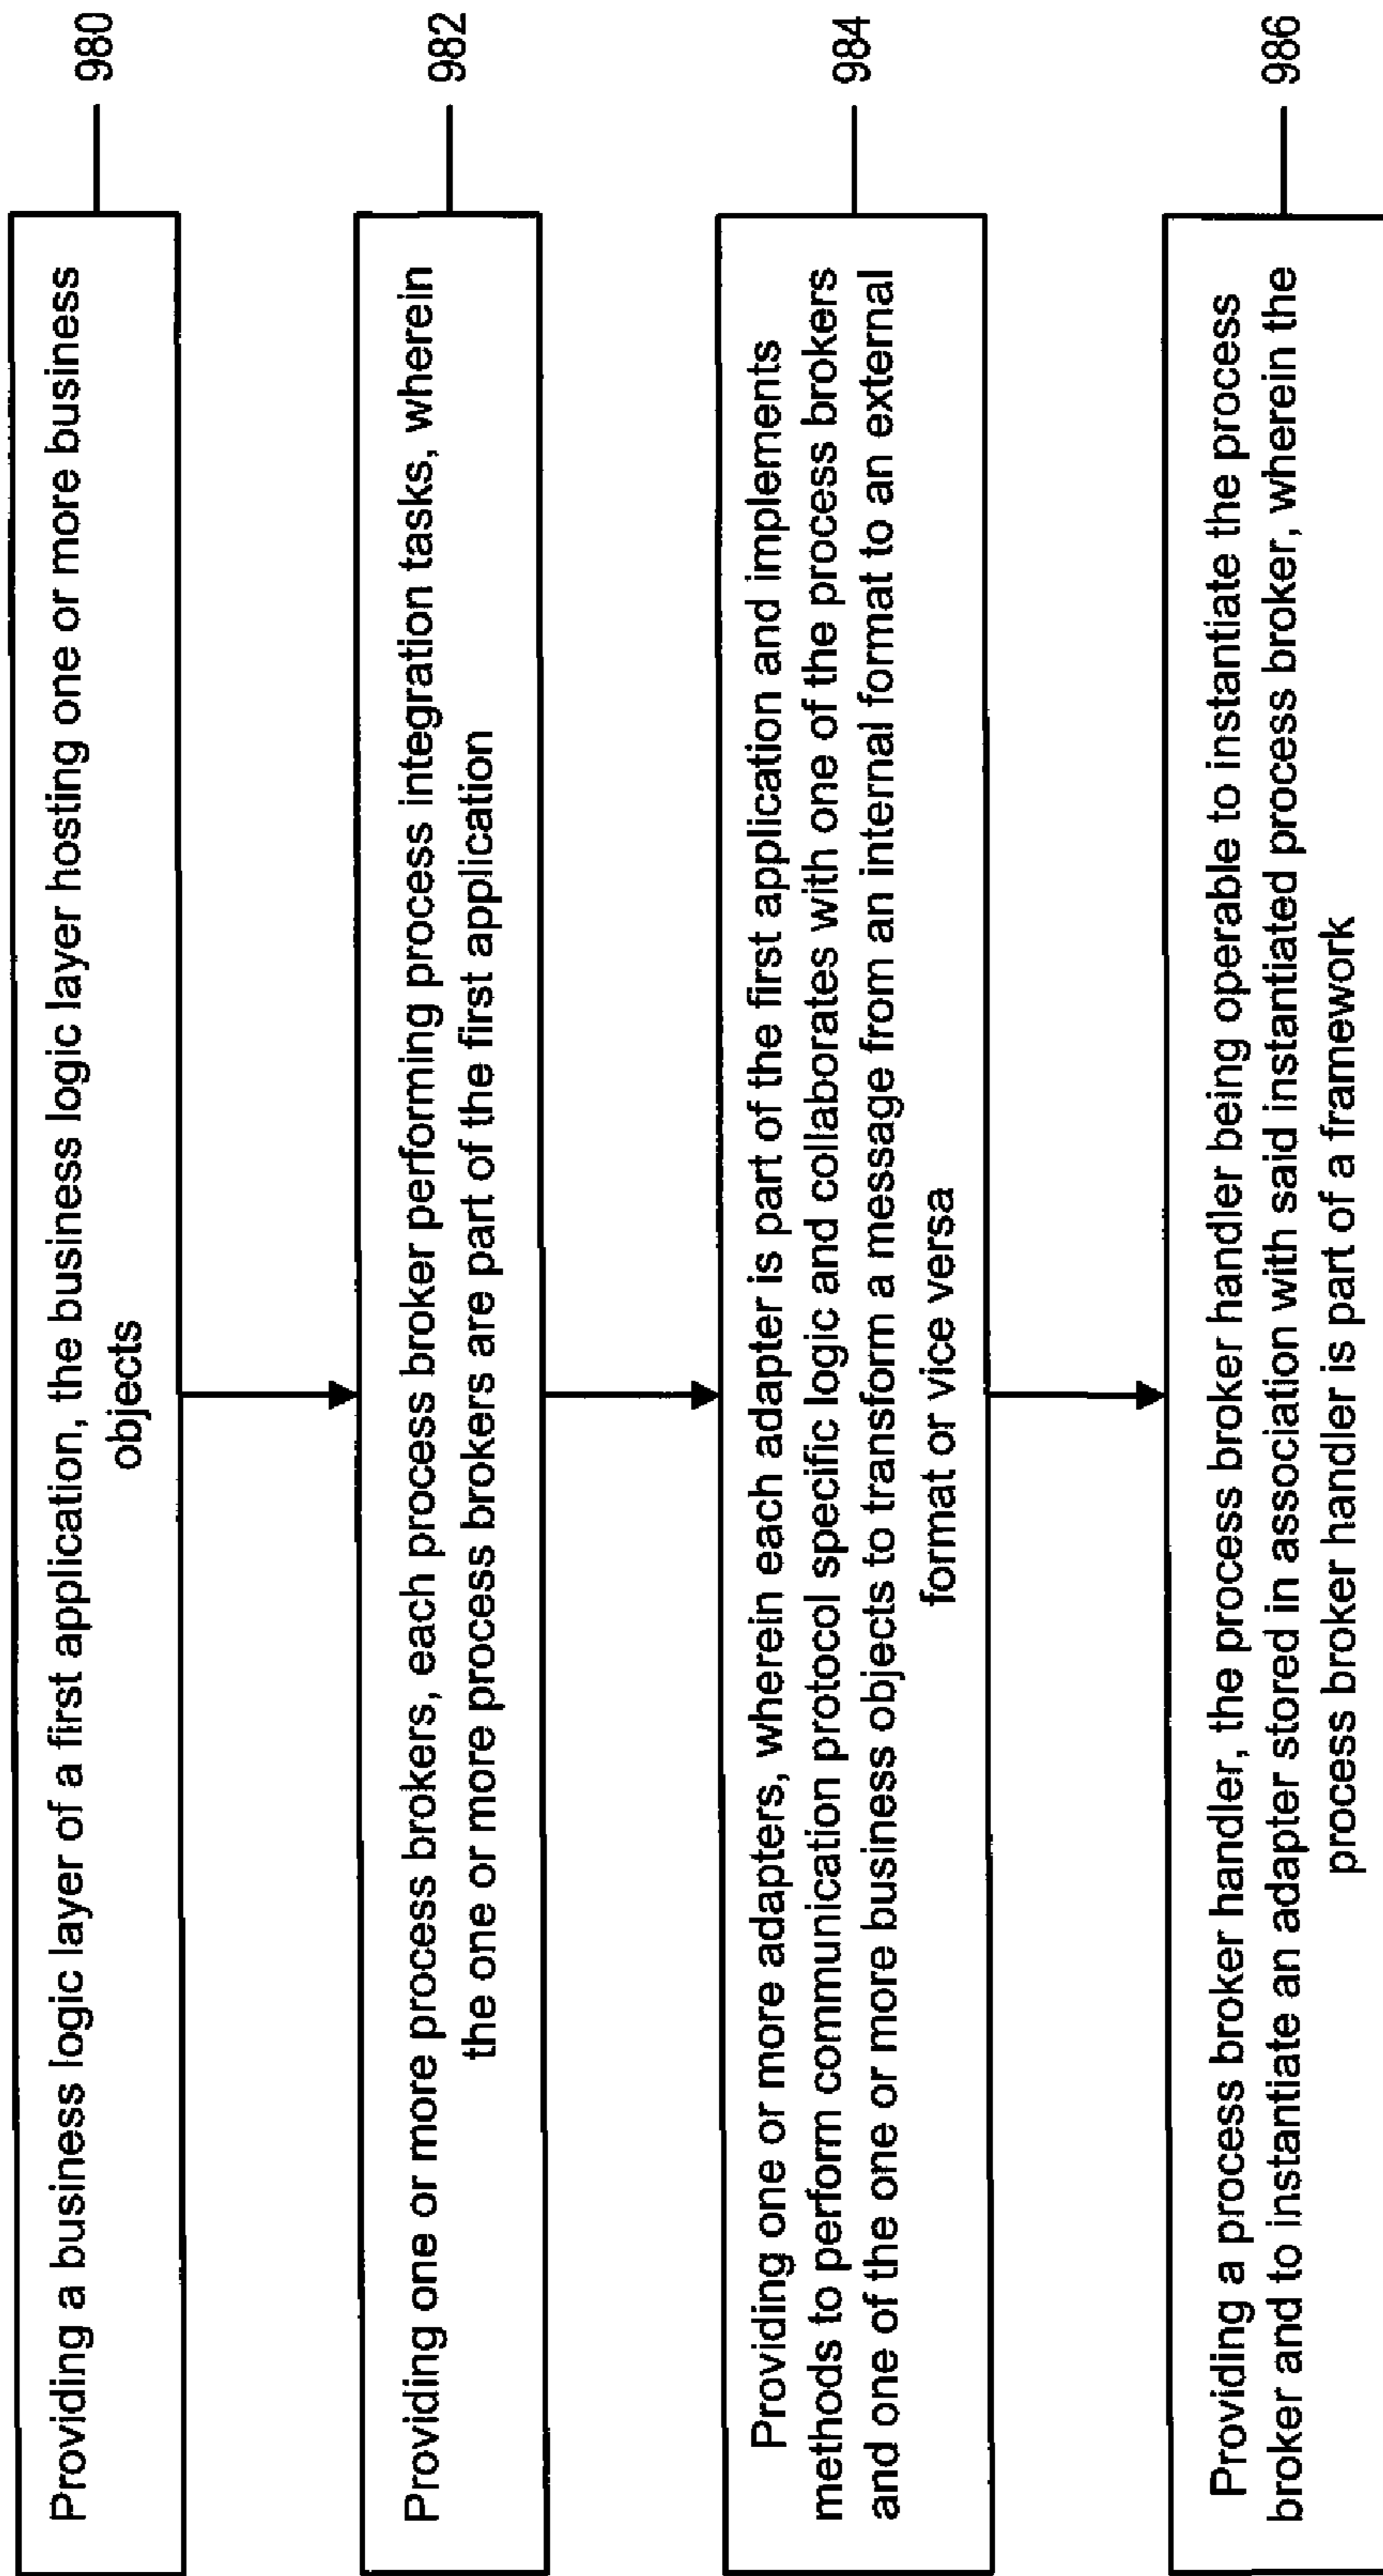 Providing a business logic layer of a first application, the business logic layer hosting one or more business
objects
980
Providing one or more process brokers, each process broker performing process integration tasks, wherein
the one or more process brokers are part of the first application
982
Providing one or more adapters, wherein each adapter is part of the first application and implements
methods to perform communication protocol specific logic and collaborates with one of the process brokers
and one of the one or more business objects to transform a message from an internal format to an external
format or vice versa
984
Providing a process broker handler, the process broker handler being operable to instantiate the process
broker and to instantiate an adapter stored in association with said instantiated process broker, wherein the
process broker handler is part of a framework
986